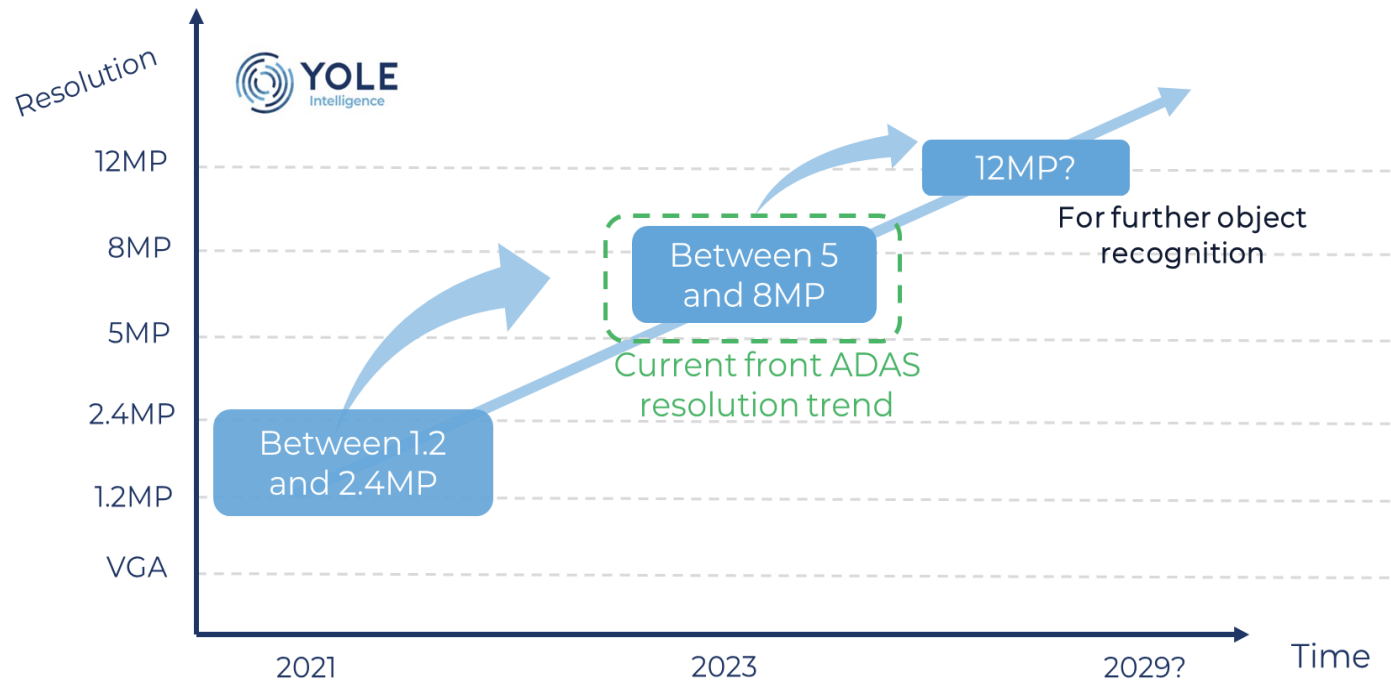 Resolution
YOLE
Intelligence
12MP
8MP
5MP
2.4MP
1.2MP
VGA
12MP?
For further object
recognition
Between 5
and 8MP
Current front ADAS
resolution trend
Between 1.2
and 2.4MP
2021
2023
2029?
Time